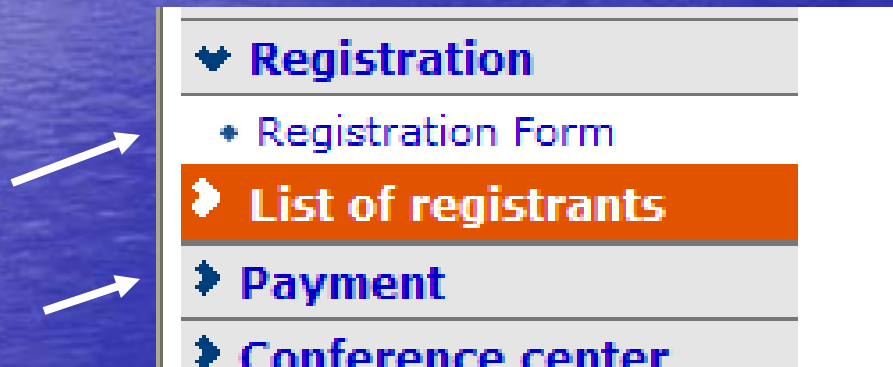 Registration
Registration Form
List of registrants
Payment
Conference center